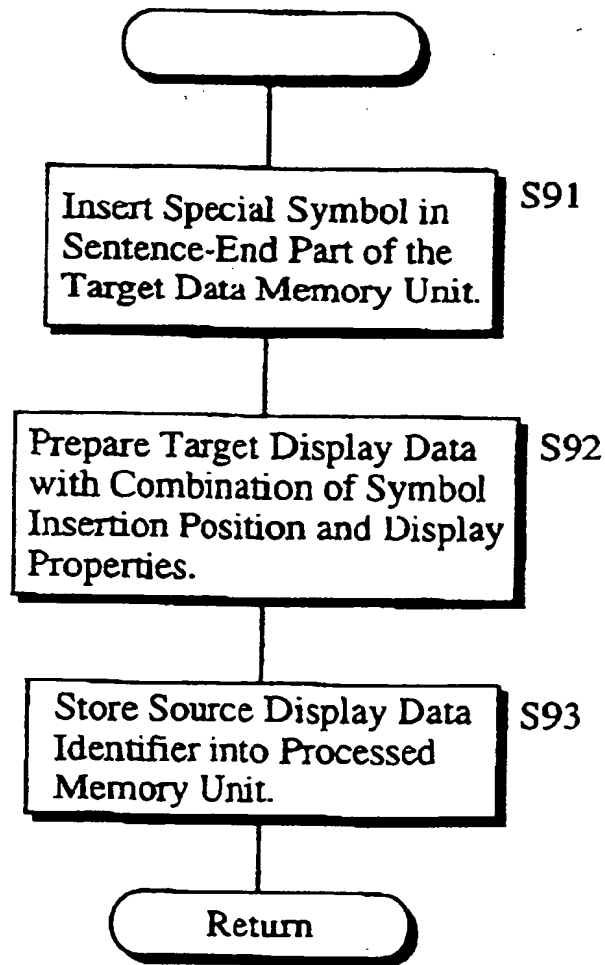 Insert Special Symbol in
Sentence-End Part of the
Target Data Memory Unit.
S91
Prepare Target Display Data
with Combination of Symbol
Insertion Position and Display
Properties.
S92
Store Source Display Data
Identifier into Processed
Memory Unit.
S93
Return